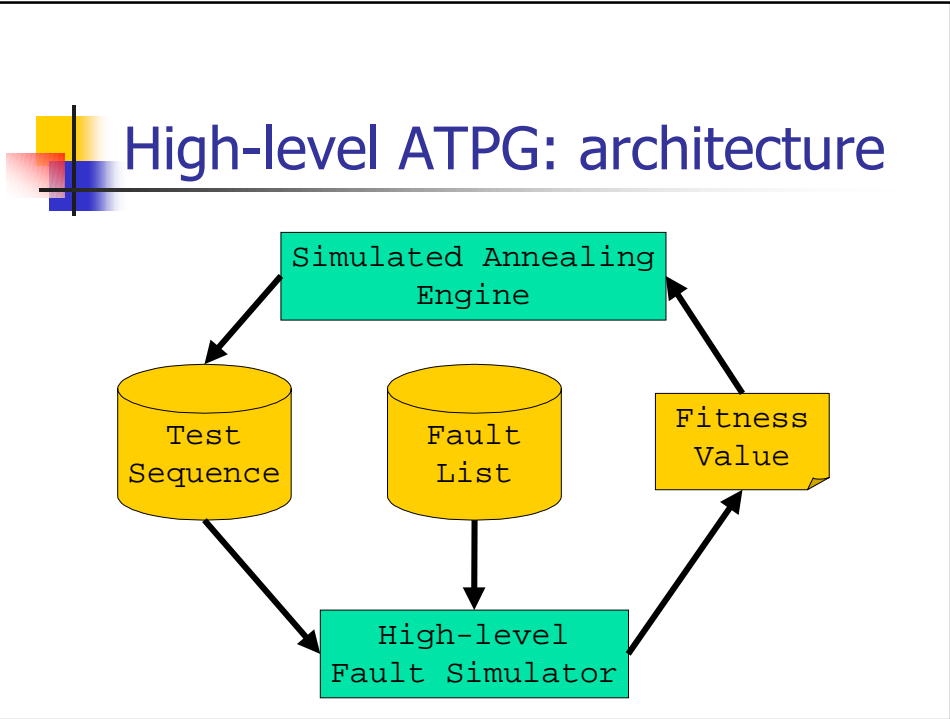 High-level ATPG: architecture
Simulated Annealing
Engine
Test
Sequence
Fault
List
Fitness
Value
High-level
Fault Simulator